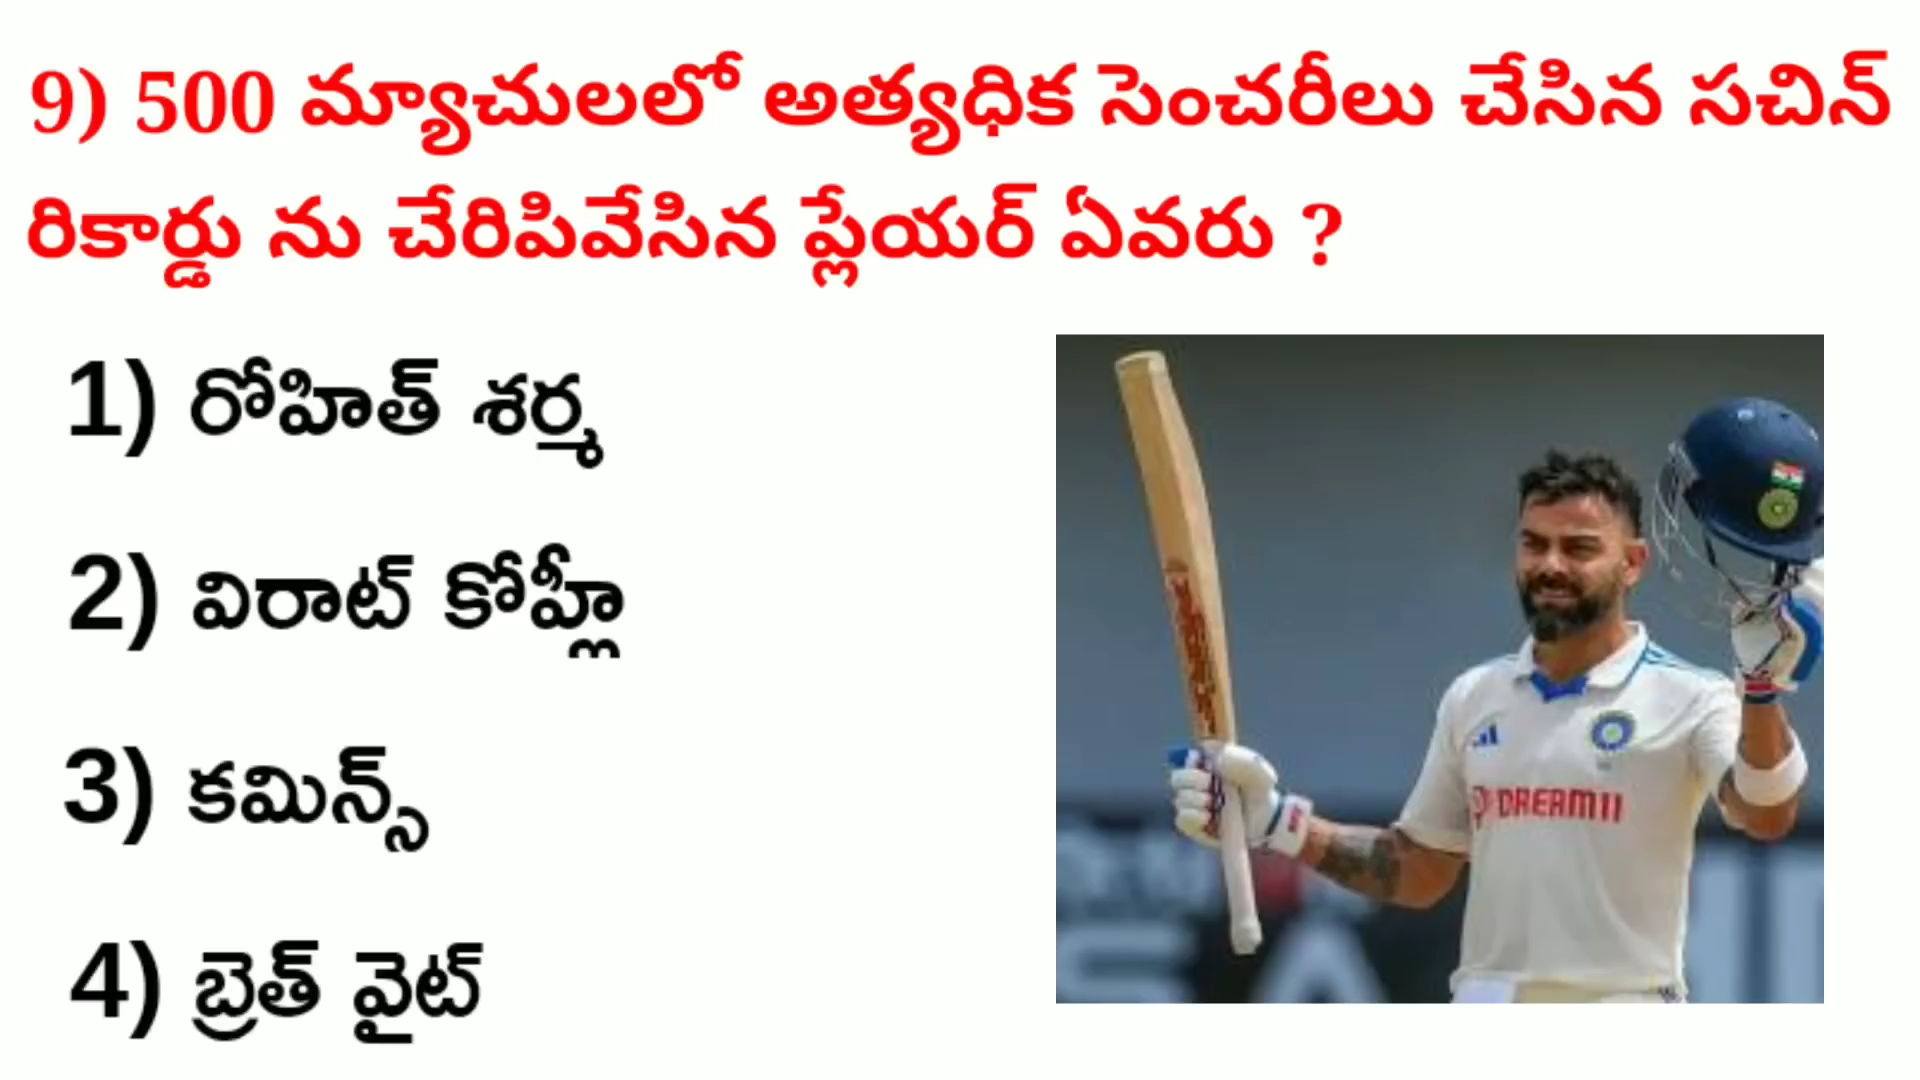 9) 500 మ్యాచులలో అత్యధిక సెంచరీలు చేసిన సచిన్
రికార్డు ను చేరిపివేసిన ప్లేయర్ ఏవరు ?
1) రోహిత్ శర్మ
2) విరాట్ కోహ్లీ
3) కమిన్స్
4) బ్రెత్ వైట్
DREAM11